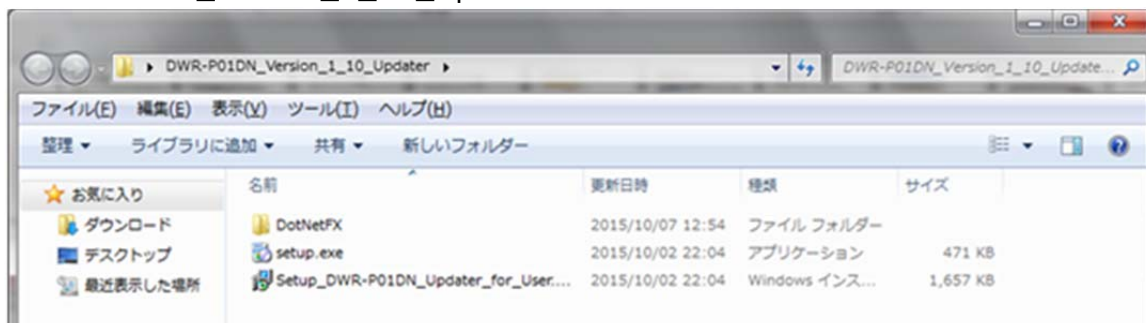 DWR-P01DN_Version_1_10_Updater
DWR-P01DN_Version_1_10_Update...
ファイル(F) 編集(E) 表示(V) ツール(T) ヘルプ(H)
整理 ライブラリに追加 共有 新しいフォルダー
お気に入り 名前 更新日時 種類 サイズ
ダウンロード DotNetFX 2015/10/07 12:54 ファイル フォルダー
デスクトップ setup.exe 2015/10/02 22:04 アプリケーション 471 KB
最近表示した場所 Setup_DWR-P01DN_Updater_for_User.... 2015/10/02 22:04 Windows インス... 1,657 KB